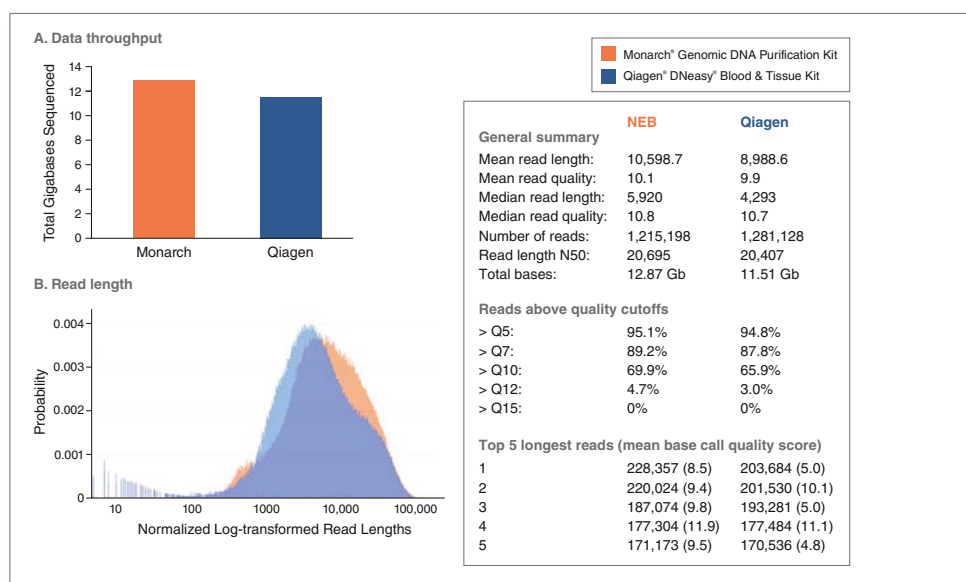 A. Data throughput
Monarch® Genomic DNA Purification Kit
Qiagen® DNeasy® Blood & Tissue Kit
Total Gigabases Sequenced
14
12
10
8
6
4
2
0
Monarch Qiagen
B. Read length
Probability
0.004
0.003
0.002
0.001
0
10 100 1000 10,000 100,000
Normalized Log-transformed Read Lengths
NEB Qiagen
General summary
Mean read length: 10,598.7 8,988.6
Mean read quality: 10.1 9.9
Median read length: 5,920 4,293
Median read quality: 10.8 10.7
Number of reads: 1,215,198 1,281,128
Read length N50: 20,695 20,407
Total bases: 12.87 Gb 11.51 Gb
Reads above quality cutoffs
> Q5: 95.1% 94.8%
> Q7: 89.2% 87.8%
> Q10: 69.9% 65.9%
> Q12: 4.7% 3.0%
> Q15: 0% 0%
Top 5 longest reads (mean base call quality score)
1 228,357 (8.5) 203,684 (5.0)
2 220,024 (9.4) 201,530 (10.1)
3 187,074 (9.8) 193,281 (5.0)
4 177,304 (11.9) 177,484 (11.1)
5 171,173 (9.5) 170,536 (4.8)